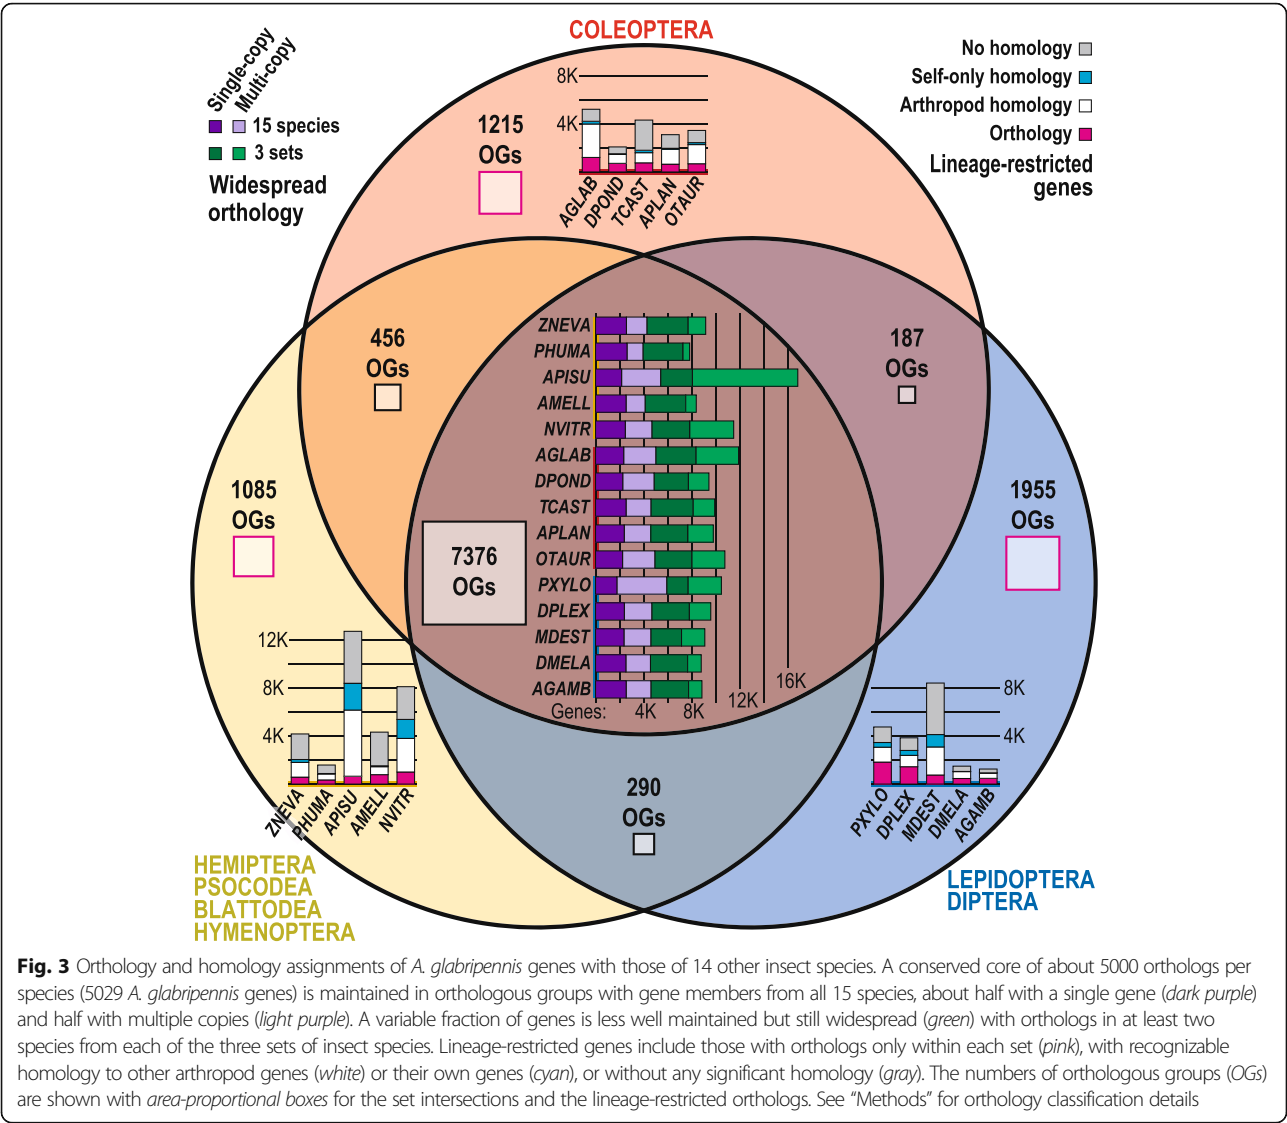 COLEOPTERA
Single-copy
Multi-copy
15 species
3 sets
Widespread
orthology
No homology
Self-only homology
Arthropod homology
Orthology
Lineage-restricted
genes
8K
4K
1215
OGs
AGLAB
DPOND
TCAST
APLAN
OTAUR
456
OGs
187
OGs
ZNEVA
PHUMA
APISU
AMELL
NVITR
AGLAB
DPOND
TCAST
APLAN
OTAUR
PXYLO
DPLEX
MDEST
DMELA
AGAMB
Genes: 4K 8K 12K 16K
7376
OGs
1085
OGs
1955
OGs
12K
8K
4K
ZNEVA
PHUMA
APISU
AMELL
NVITR
8K
4K
PXYLO
DPLEX
MDEST
DMELA
AGAMB
290
OGs
HEMIPTERA
PSOCODEA
BLATTODEA
HYMENOPTERA
LEPIDOPTERA
DIPTERA
Fig. 3 Orthology and homology assignments of A. glabripennis genes with those of 14 other insect species. A conserved core of about 5000 orthologs per
species (5029 A. glabripennis genes) is maintained in orthologous groups with gene members from all 15 species, about half with a single gene (dark purple)
and half with multiple copies (light purple). A variable fraction of genes is less well maintained but still widespread (green) with orthologs in at least two
species from each of the three sets of insect species. Lineage-restricted genes include those with orthologs only within each set (pink), with recognizable
homology to other arthropod genes (white) or their own genes (cyan), or without any significant homology (gray). The numbers of orthologous groups (OGs)
are shown with area-proportional boxes for the set intersections and the lineage-restricted orthologs. See “Methods” for orthology classification details